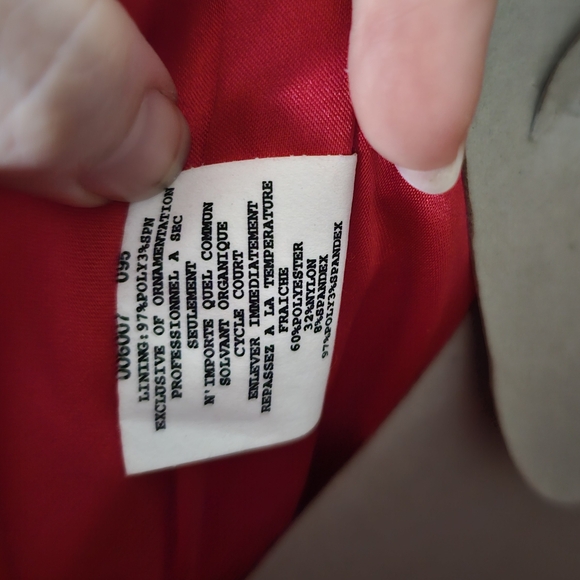 006007 095
LINING:97%POLY3%SPN
EXCLUSIVE OF ORNAMENTATION
PROFESSIONNEL A SEC
SEULEMENT
N'IMPORTE QUEL COMMUN
SOLVANT ORGANIQUE
CYCLE COURT
ENLEVER IMMEDIATEMENT
REPASSEZ A LA TEMPERATURE
FRAICHE
60%POLYESTER
32%NYLON
8%SPANDEX
97%POLY3%SPANDEX